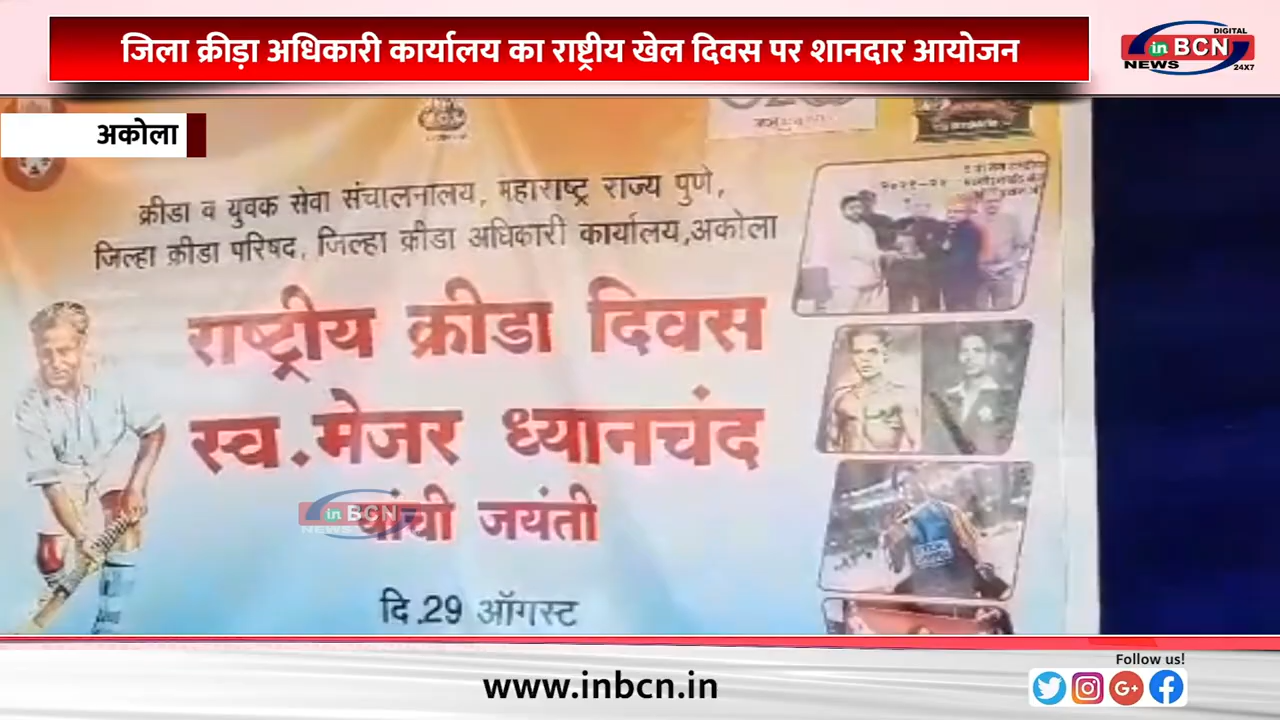 जिला क्रीड़ा अधिकारी कार्यालय का राष्ट्रीय खेल दिवस पर शानदार आयोजन
DIGITAL
in BCN
NEWS 24X7
अकोला
क्रीडा व युवक सेवा संचालनालय, महाराष्ट्र राज्य पुणे,
जिल्हा क्रीडा परिषद, जिल्हा क्रीडा अधिकारी कार्यालय,अकोला
राष्ट्रीय क्रीडा दिवस
स्व.मेजर ध्यानचंद
यांची जयंती
in BCN
NEWS
दि.29 ऑगस्ट
Follow us!
www.inbcn.in